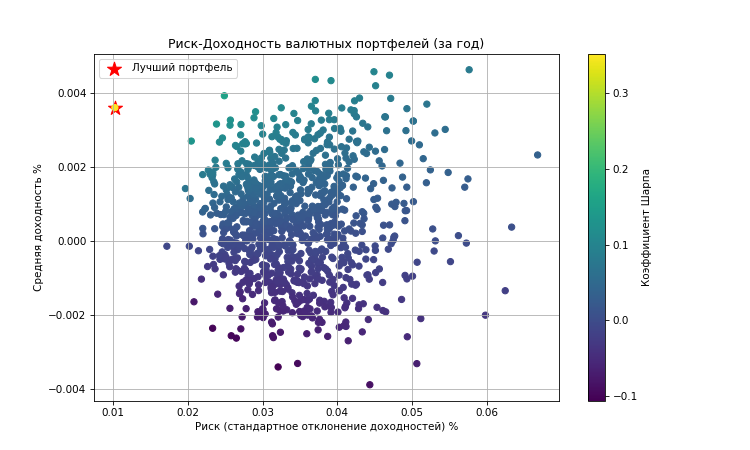 Риск-Доходность валютных портфелей (за год)
Лучший портфель
Средняя доходность %
0.004
0.002
0.000
−0.002
−0.004
0.01 0.02 0.03 0.04 0.05 0.06
Риск (стандартное отклонение доходностей) %
0.3
0.2
0.1
0.0
−0.1
Коэффициент Шарпа